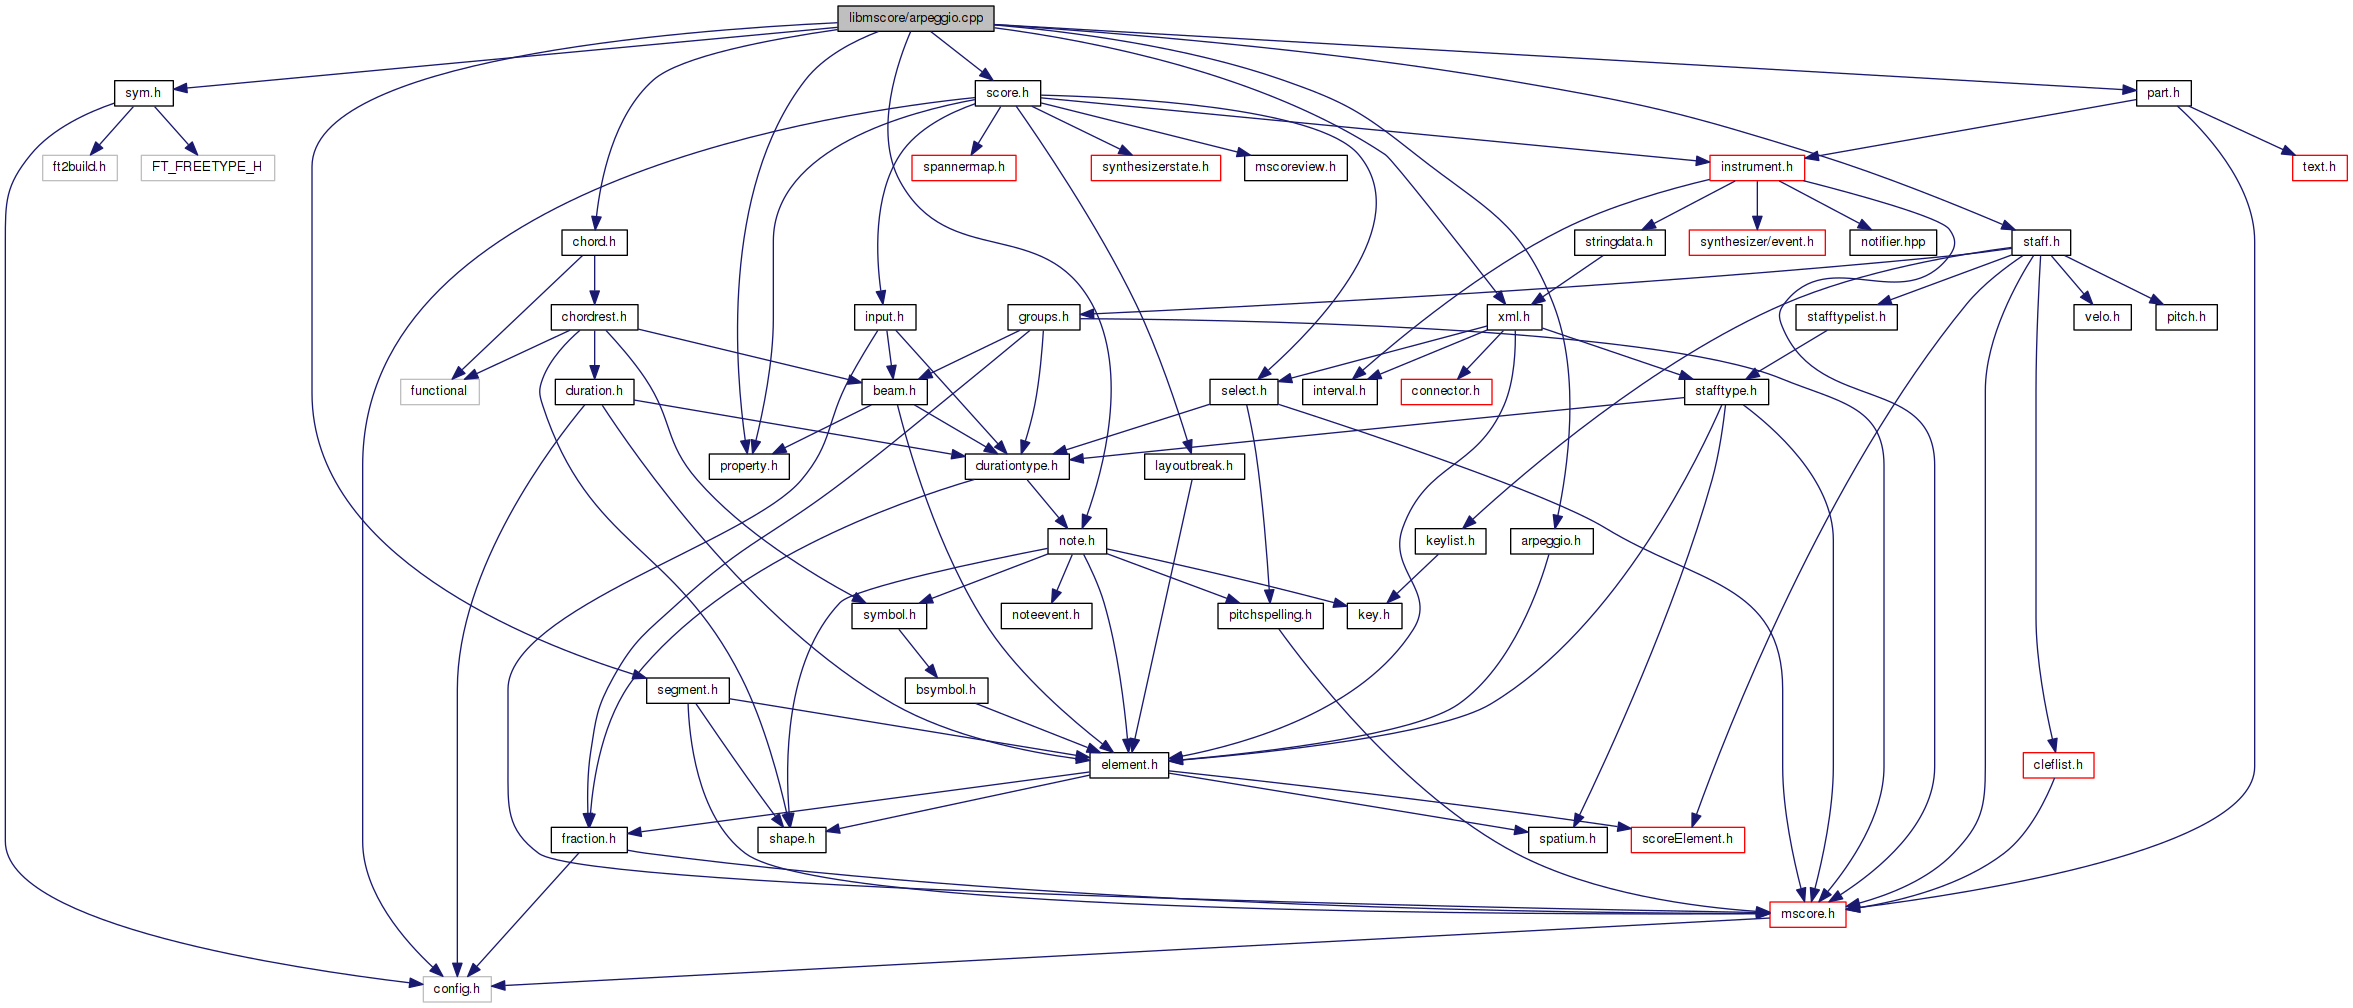 libmscore/arpeggio.cpp
sym.h
score.h
part.h
ft2build.h
FT_FREETYPE_H
spannermap.h
synthesizerstate.h
mscoreview.h
instrument.h
text.h
chord.h
stringdata.h
synthesizer/event.h
notifier.hpp
staff.h
chordrest.h
input.h
groups.h
xml.h
stafftypelist.h
velo.h
pitch.h
functional
duration.h
beam.h
select.h
interval.h
connector.h
stafftype.h
property.h
durationtype.h
layoutbreak.h
note.h
keylist.h
arpeggio.h
symbol.h
noteevent.h
pitchspelling.h
key.h
segment.h
bsymbol.h
element.h
cleflist.h
fraction.h
shape.h
spatium.h
scoreElement.h
mscore.h
config.h